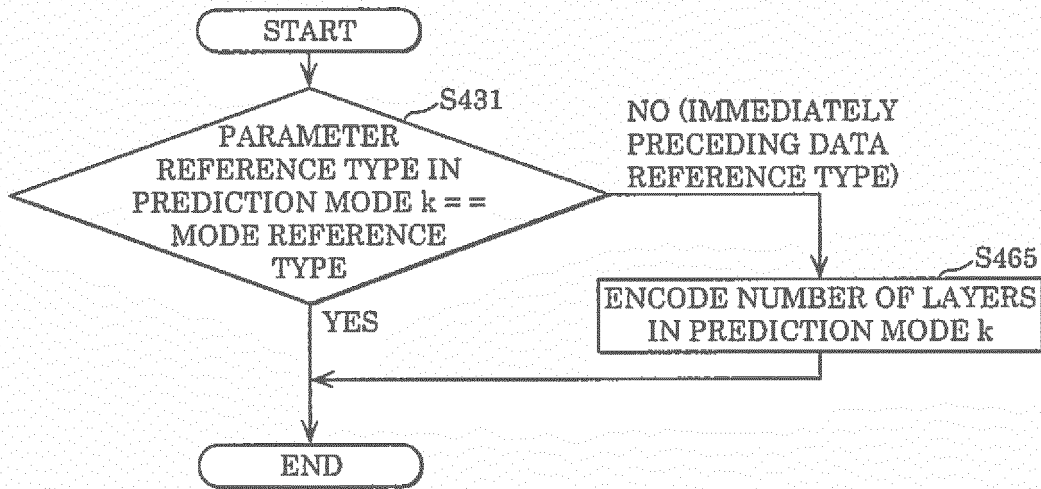 START
S431
PARAMETER
REFERENCE TYPE IN
PREDICTION MODE k = =
MODE REFERENCE
TYPE
NO (IMMEDIATELY
PRECEDING DATA
REFERENCE TYPE)
S465
ENCODE NUMBER OF LAYERS
IN PREDICTION MODE k
YES
END